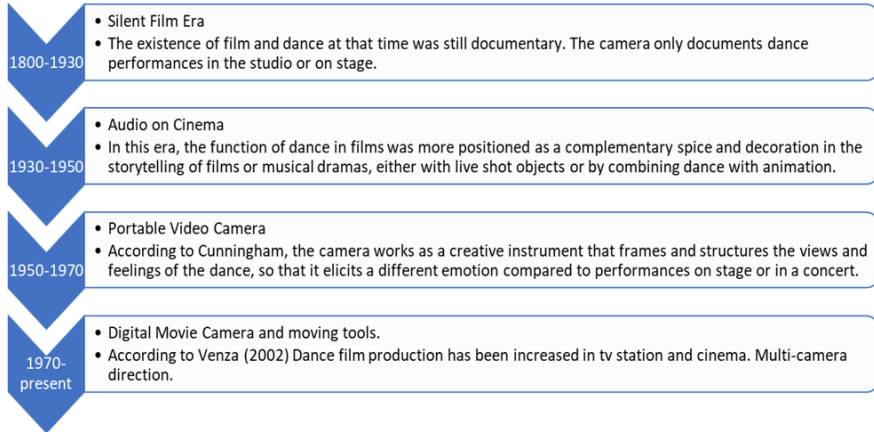 1800-1930
• Silent Film Era
• The existence of film and dance at that time was still documentary. The camera only documents dance
performances in the studio or on stage.
1930-1950
• Audio on Cinema
• In this era, the function of dance in films was more positioned as a complementary spice and decoration in the
storytelling of films or musical dramas, either with live shot objects or by combining dance with animation.
1950-1970
• Portable Video Camera
• According to Cunningham, the camera works as a creative instrument that frames and structures the views and
feelings of the dance, so that it elicits a different emotion compared to performances on stage or in a concert.
1970-
present
• Digital Movie Camera and moving tools.
• According to Venza (2002) Dance film production has been increased in tv station and cinema. Multi-camera
direction.